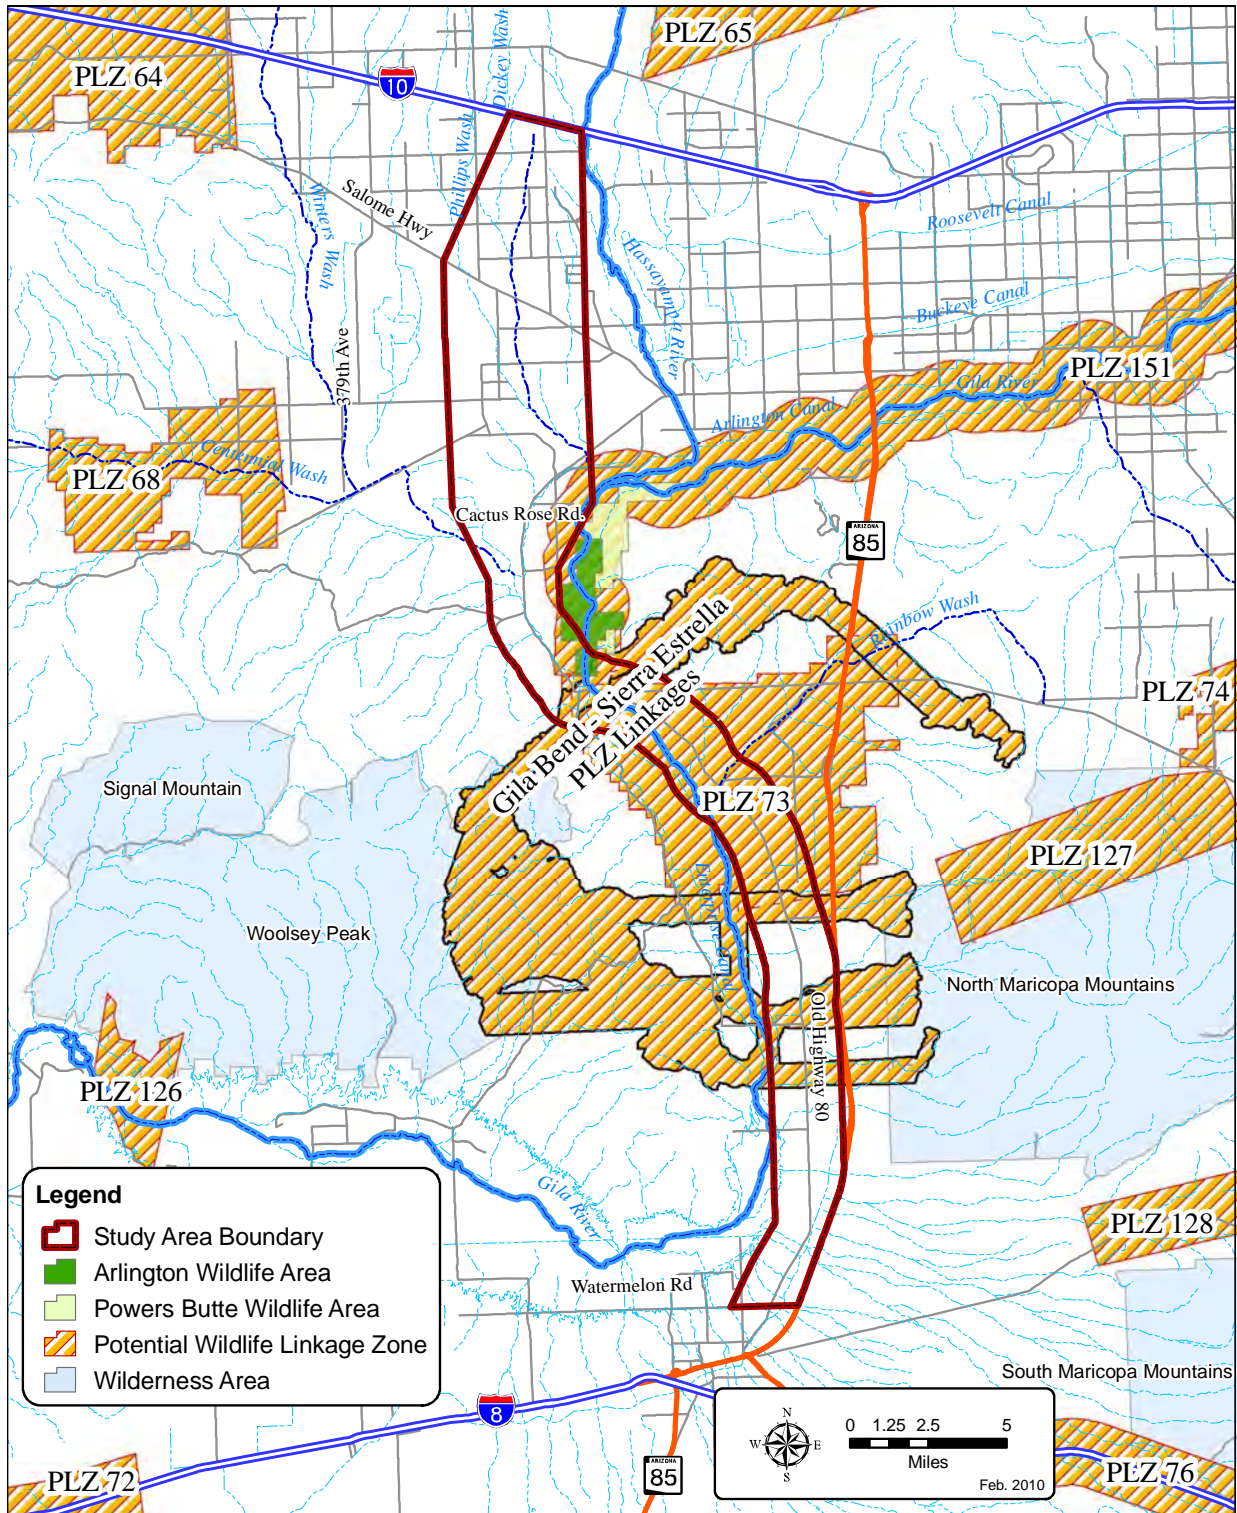 PLZ 65
PLZ 64
10
Dickey Wash
Phillips Wash
Salome Hwy
Winters Wash
Hassayampa River
Roosevelt Canal
Buckeye Canal
379th Ave
PLZ 151
Gila River
Arlington Canal
Centennial Wash
PLZ 68
Cactus Rose Rd.
ARIZONA
85
Rainbow Wash
Gila Bend - Sierra Estrella
PLZ Linkages
PLZ 74
Signal Mountain
PLZ 73
PLZ 127
Enterprise Canal
Woolsey Peak
North Maricopa Mountains
Old Highway 80
PLZ 126
Gila River
PLZ 128
Watermelon Rd
Legend
Study Area Boundary
Arlington Wildlife Area
Powers Butte Wildlife Area
Potential Wildlife Linkage Zone
Wilderness Area
South Maricopa Mountains
8
N
W E
S
0 1.25 2.5 5
Miles
Feb. 2010
ARIZONA
85
PLZ 72
PLZ 76